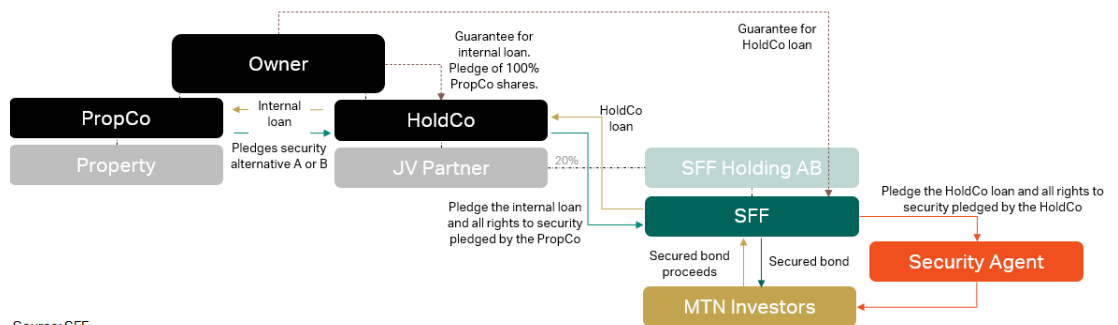 Guarantee for
internal loan.
Pledge of 100%
PropCo shares.
Guarantee for
HoldCo loan
Owner
PropCo
Internal
loan
HoldCo
HoldCo
loan
Pledges security
alternative A or B
Property
JV Partner
20%
SFF Holding AB
Pledge the HoldCo loan and all rights to
security pledged by the HoldCo
Pledge the internal loan
and all rights to security
pledged by the PropCo
SFF
Security Agent
Secured bond
proceeds
Secured bond
MTN Investors
Source: SFF